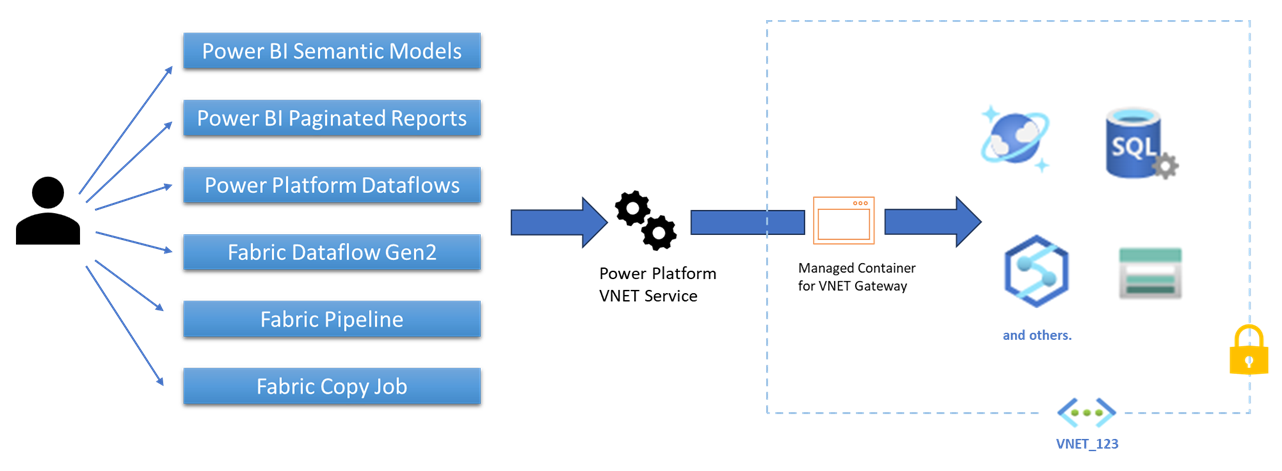 Power BI Semantic Models
Power BI Paginated Reports
Power Platform Dataflows
Fabric Dataflow Gen2
Fabric Pipeline
Fabric Copy Job
Power Platform
VNET Service
Managed Container
for VNET Gateway
SQL
and others.
VNET_123